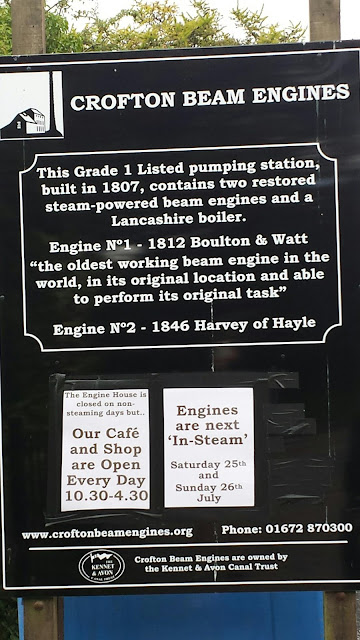 CROFTON BEAM ENGINES
This Grade 1 Listed pumping station,
built in 1807, contains two restored
steam-powered beam engines and a
Lancashire boiler.
Engine Nº1 - 1812 Boulton & Watt
“the oldest working beam engine in the
world, in its original location and able
to perform its original task”
Engine Nº2 - 1846 Harvey of Hayle
The Engine House is
closed on non-
steaming days but..
Our Café
and Shop
are Open
Every Day
10.30-4.30
Engines
are next
‘In-Steam’
Saturday 25th
and
Sunday 26th
July
www.croftonbeamengines.org
Phone: 01672 870300
THE
KENNET
& AVON
CANAL TRUST
Crofton Beam Engines are owned by
the Kennet & Avon Canal Trust